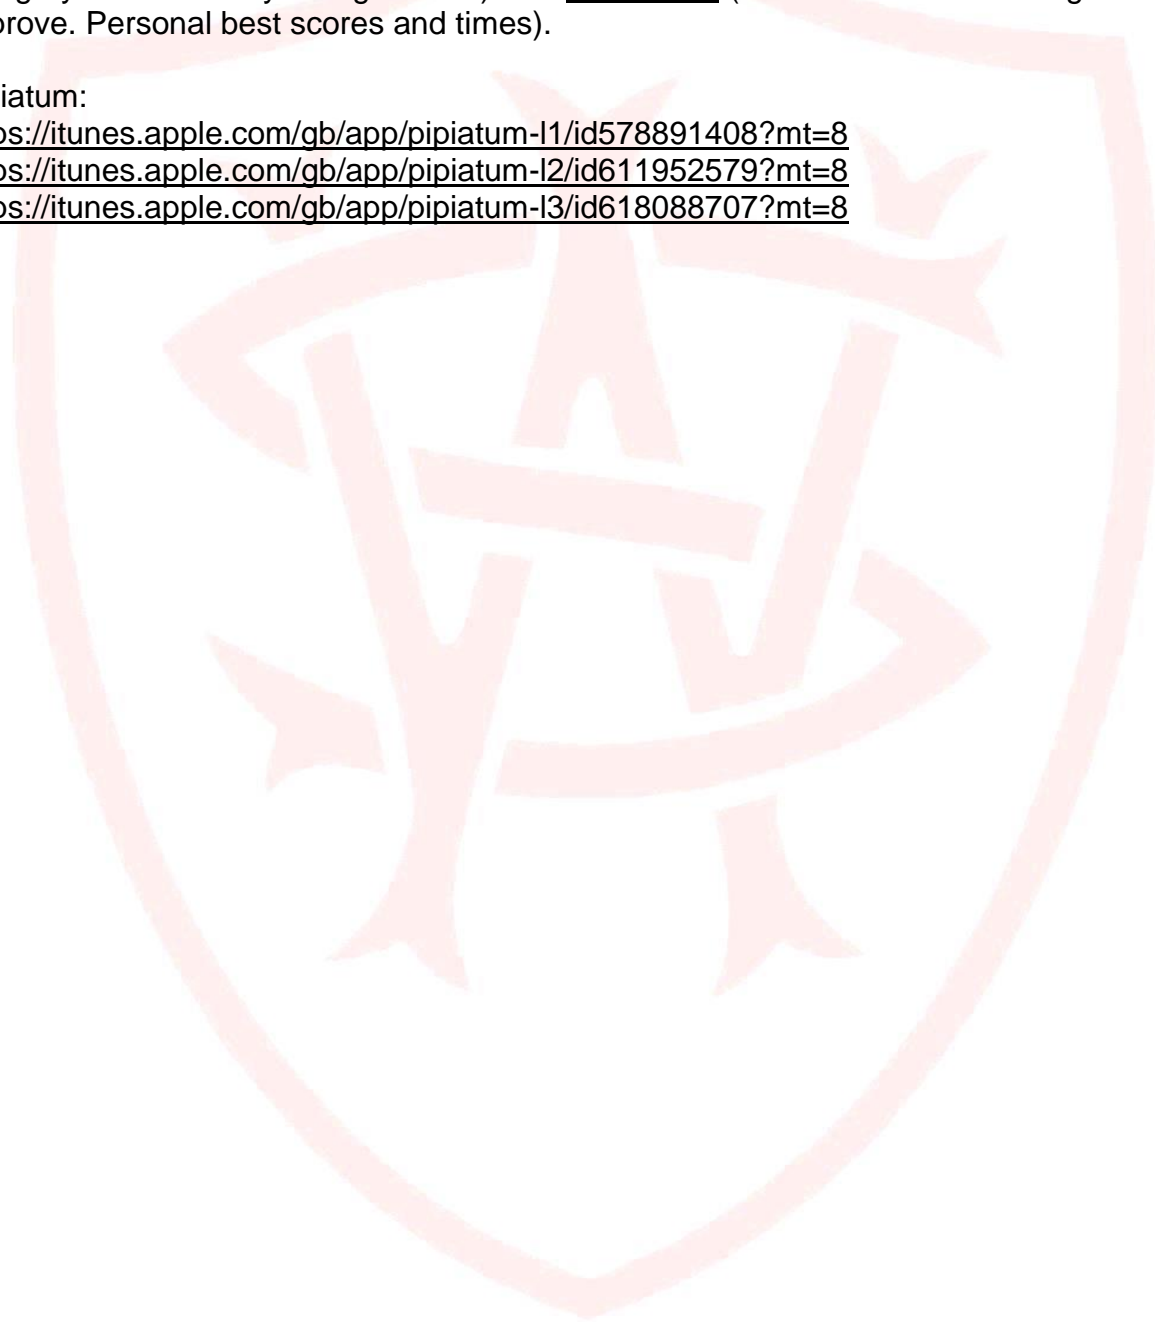 prove. Personal best scores and times).
iatum:
os://itunes.apple.com/gb/app/pipiatum-l1/id578891408?mt=8
os://itunes.apple.com/gb/app/pipiatum-l2/id611952579?mt=8
os://itunes.apple.com/gb/app/pipiatum-l3/id618088707?mt=8